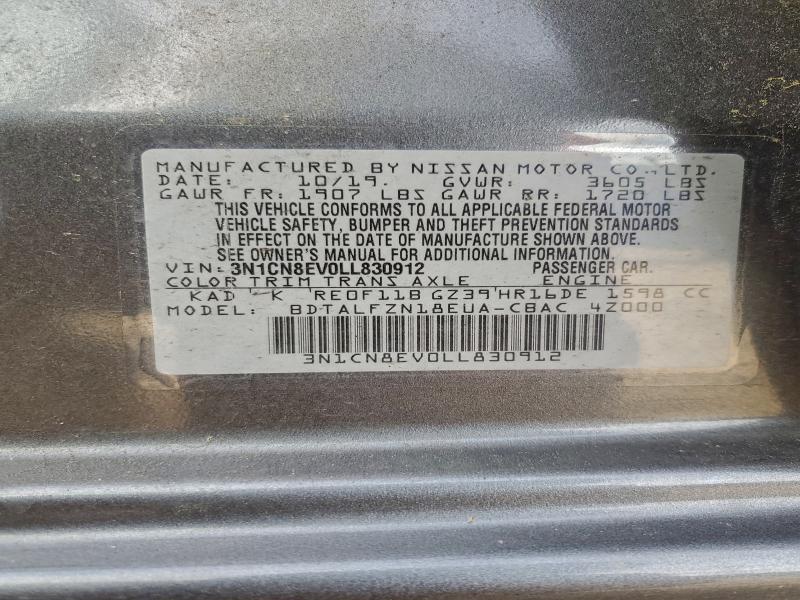 MANUFACTURED BY NISSAN MOTOR CO., LTD.
DATE: 10/19. GVWR: 3605 LBS
GAWR FR: 1907 LBS GAWR RR: 1720 LBS
THIS VEHICLE CONFORMS TO ALL APPLICABLE FEDERAL MOTOR
VEHICLE SAFETY, BUMPER AND THEFT PREVENTION STANDARDS
IN EFFECT ON THE DATE OF MANUFACTURE SHOWN ABOVE.
SEE OWNER'S MANUAL FOR ADDITIONAL INFORMATION.
VIN: 3N1CN8EV0LL830912 PASSENGER CAR.
COLOR TRIM TRANS AXLE ENGINE
KAD K RE0F11B GZ39 HR16DE 1598 CC
MODEL: BDTALFZN18EUA-CBAC 4Z000
3N1CN8EV0LL830912